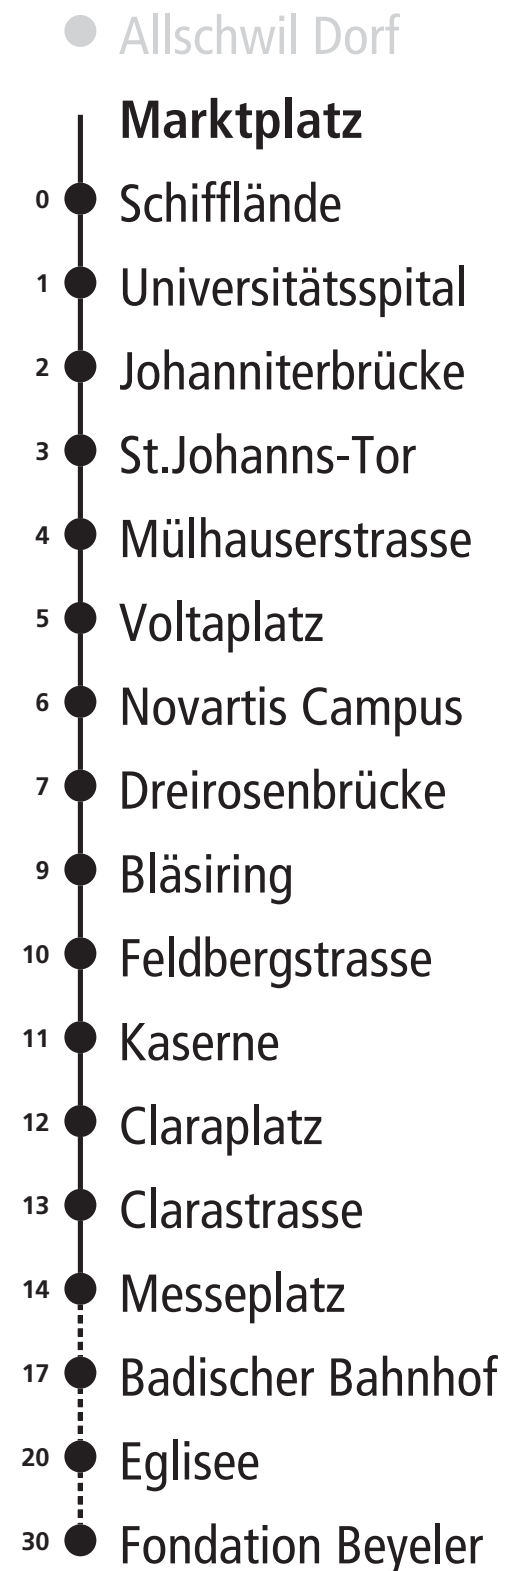 Allschwil Dorf
Marktplatz
0 Schifflände
1 Universitätsspital
2 Johanniterbrücke
3 St.Johanns-Tor
4 Mülhauserstrasse
5 Voltaplatz
6 Novartis Campus
7 Dreirosenbrücke
9 Bläsiring
10 Feldbergstrasse
11 Kaserne
12 Claraplatz
13 Clarastrasse
14 Messeplatz
17 Badischer Bahnhof
20 Eglisee
30 Fondation Beyeler